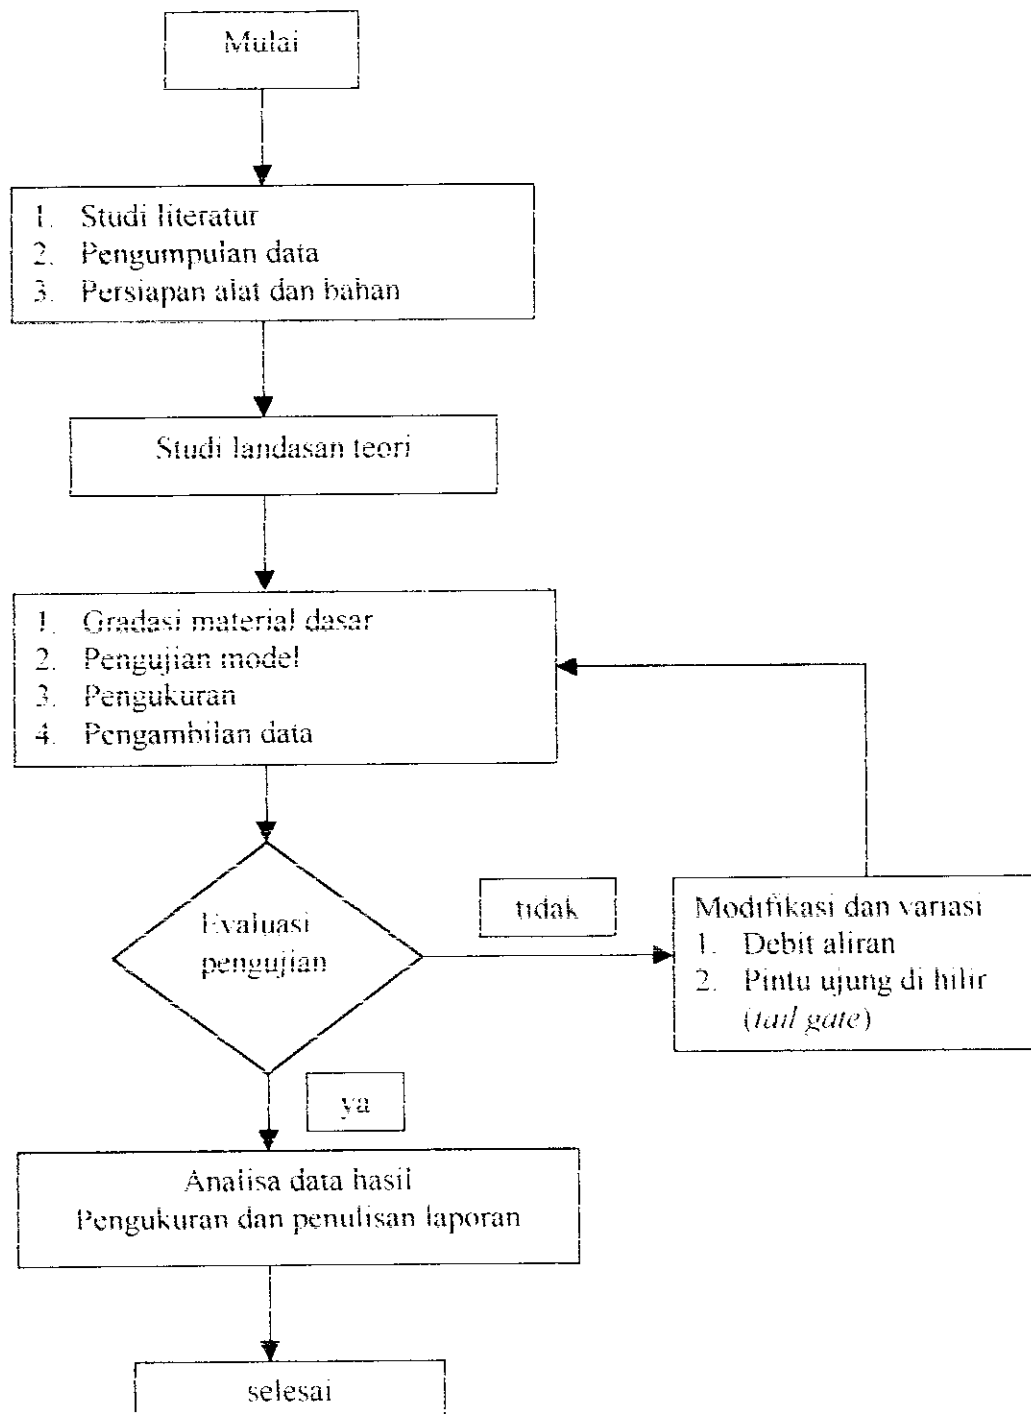 Mulai
1. Studi literatur
2. Pengumpulan data
3. Persiapan alat dan bahan
Studi landasan teori
1. Gradasi material dasar
2. Pengujian model
3. Pengukuran
4. Pengambilan data
Evaluasi
pengujian
tidak
Modifikasi dan variasi
1. Debit aliran
2. Pintu ujung di hilir
(tail gate)
ya
Analisa data hasil
Pengukuran dan penulisan laporan
selesai